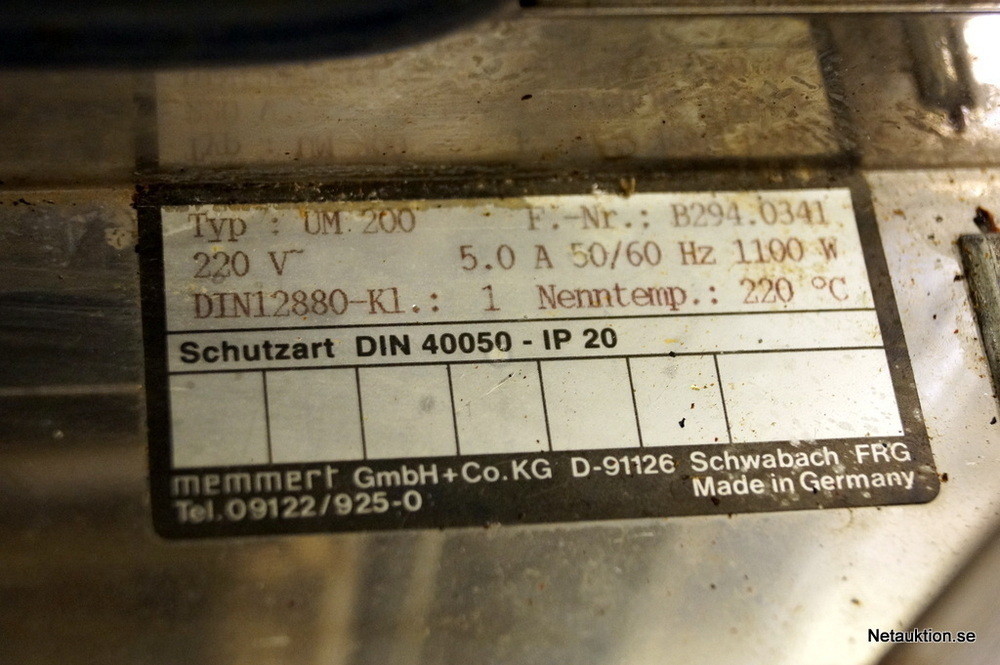 Typ : UM 200 F.-Nr.: B294.0341
220 V~ 5.0 A 50/60 Hz 1100 W
DIN12880-Kl.: 1 Nenntemp.: 220 °C
Schutzart DIN 40050 - IP 20
memmert GmbH+Co.KG D-91126 Schwabach FRG
Tel.09122/925-0 Made in Germany
Netauktion.se